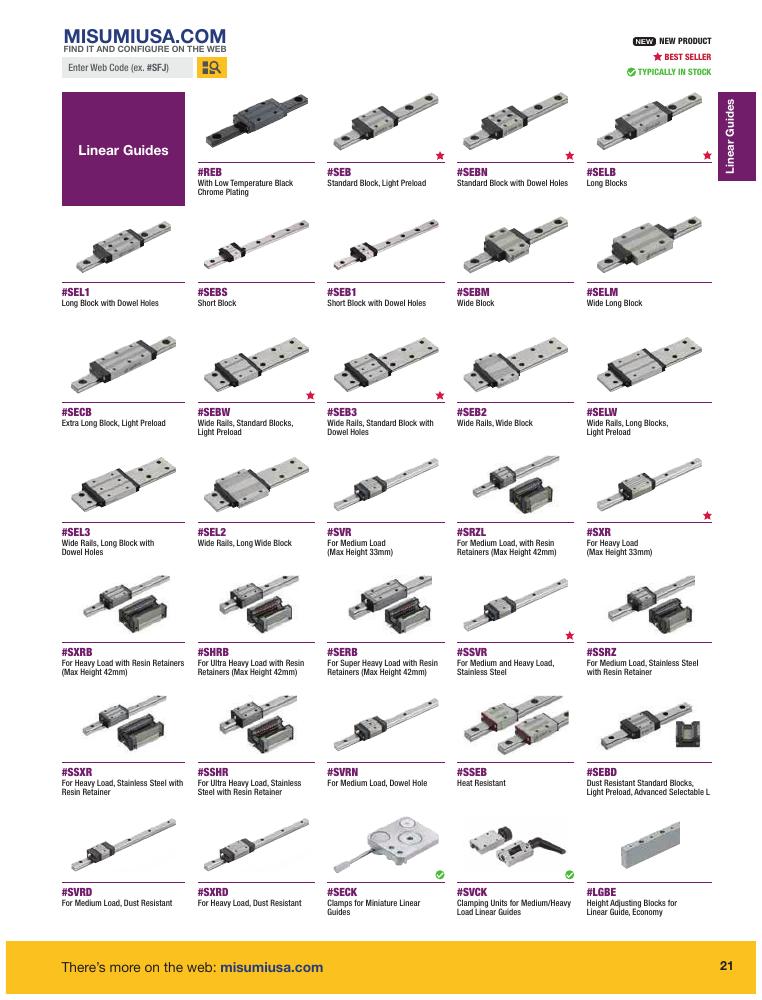 MISUMIUSA.COM
FIND IT AND CONFIGURE ON THE WEB
Enter Web Code (ex. #SFJ)
NEW NEW PRODUCT
BEST SELLER
TYPICALLY IN STOCK
Linear Guides
Linear Guides
#REB
With Low Temperature Black
Chrome Plating
#SEB
Standard Block, Light Preload
#SEBN
Standard Block with Dowel Holes
#SELB
Long Blocks
#SEL1
Long Block with Dowel Holes
#SEBS
Short Block
#SEB1
Short Block with Dowel Holes
#SEBM
Wide Block
#SELM
Wide Long Block
#SECB
Extra Long Block, Light Preload
#SEBW
Wide Rails, Standard Blocks,
Light Preload
#SEB3
Wide Rails, Standard Block with
Dowel Holes
#SEB2
Wide Rails, Wide Block
#SELW
Wide Rails, Long Blocks,
Light Preload
#SEL3
Wide Rails, Long Block with
Dowel Holes
#SEL2
Wide Rails, Long Wide Block
#SVR
For Medium Load
(Max Height 33mm)
#SRZL
For Medium Load, with Resin
Retainers (Max Height 42mm)
#SXR
For Heavy Load
(Max Height 33mm)
#SXRB
For Heavy Load with Resin Retainers
(Max Height 42mm)
#SHRB
For Ultra Heavy Load with Resin
Retainers (Max Height 42mm)
#SERB
For Super Heavy Load with Resin
Retainers (Max Height 42mm)
#SSVR
For Medium and Heavy Load,
Stainless Steel
#SSRZ
For Medium Load, Stainless Steel
with Resin Retainer
#SSXR
For Heavy Load, Stainless Steel with
Resin Retainer
#SSHR
For Ultra Heavy Load, Stainless
Steel with Resin Retainer
#SVRN
For Medium Load, Dowel Hole
#SSEB
Heat Resistant
#SEBD
Dust Resistant Standard Blocks,
Light Preload, Advanced Selectable L
#SVRD
For Medium Load, Dust Resistant
#SXRD
For Heavy Load, Dust Resistant
#SECK
Clamps for Miniature Linear
Guides
#SVCK
Clamping Units for Medium/Heavy
Load Linear Guides
#LGBE
Height Adjusting Blocks for
Linear Guide, Economy
There's more on the web: misumiusa.com
21